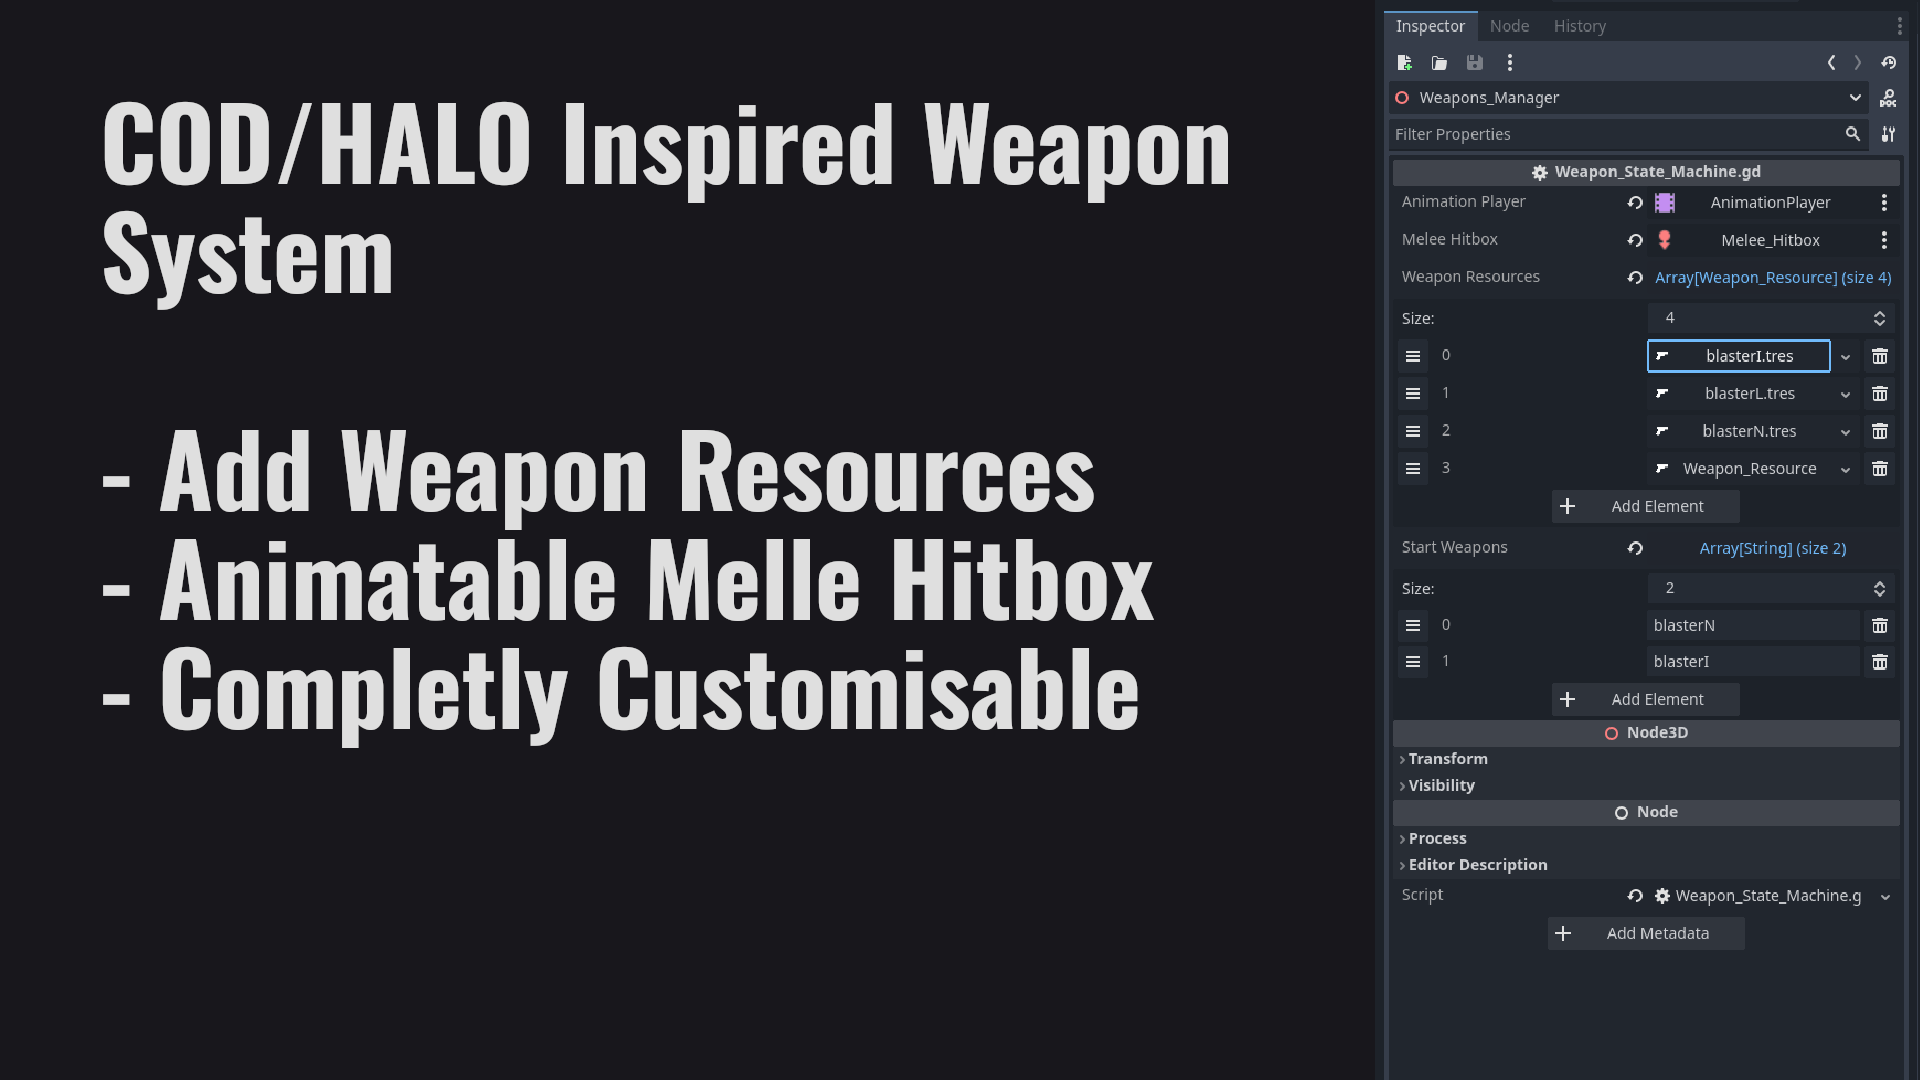 COD/HALO Inspired Weapon
System
- Add Weapon Resources
- Animatable Melle Hitbox
- Completly Customisable
Inspector Node History
Weapons_Manager
Filter Properties
Weapon_State_Machine.gd
Animation Player AnimationPlayer
Melee Hitbox Melee_Hitbox
Weapon Resources Array[Weapon_Resource] (size 4)
Size: 4
0 blasterI.tres
1 blasterL.tres
2 blasterN.tres
3 Weapon_Resource
Add Element
Start Weapons Array[String] (size 2)
Size: 2
0 blasterN
1 blasterI
Add Element
Node3D
Transform
Visibility
Node
Process
Editor Description
Script Weapon_State_Machine.g
Add Metadata